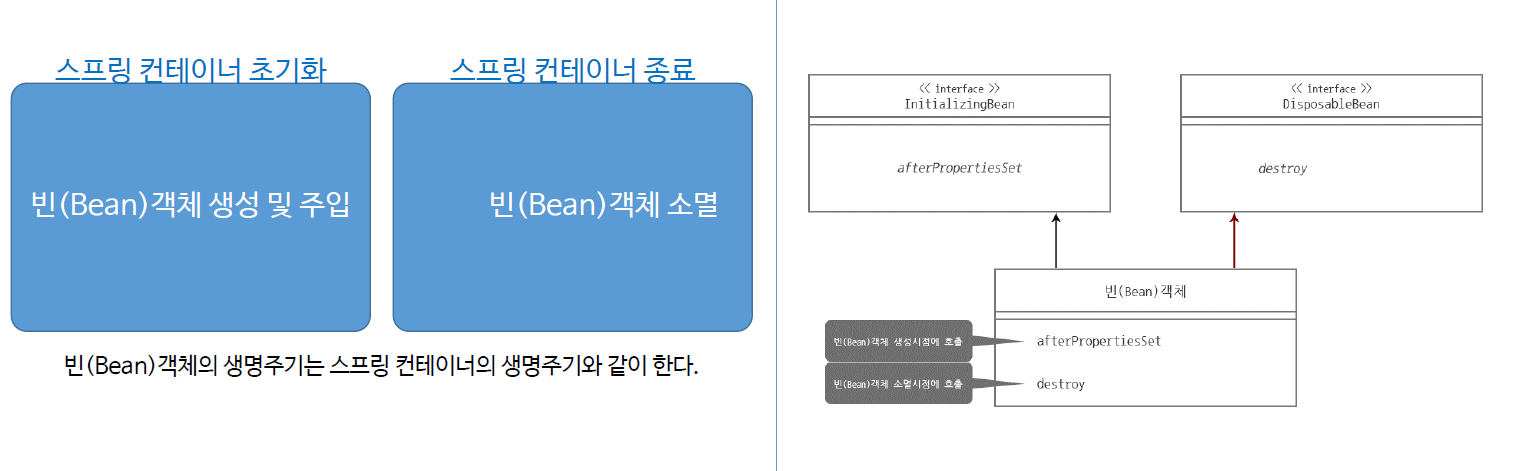 스프링 컨테이너 초기화
스프링 컨테이너 종료
빈(Bean)객체 생성 및 주입
빈(Bean)객체 소멸
빈(Bean)객체의 생명주기는 스프링 컨테이너의 생명주기와 같이 한다.
<< interface >>
InitializingBean
afterPropertiesSet
<< interface >>
DisposableBean
destroy
빈(Bean)객체
빈(Bean)객체 생성시점에 호출
afterPropertiesSet
빈(Bean)객체 소멸시점에 호출
destroy